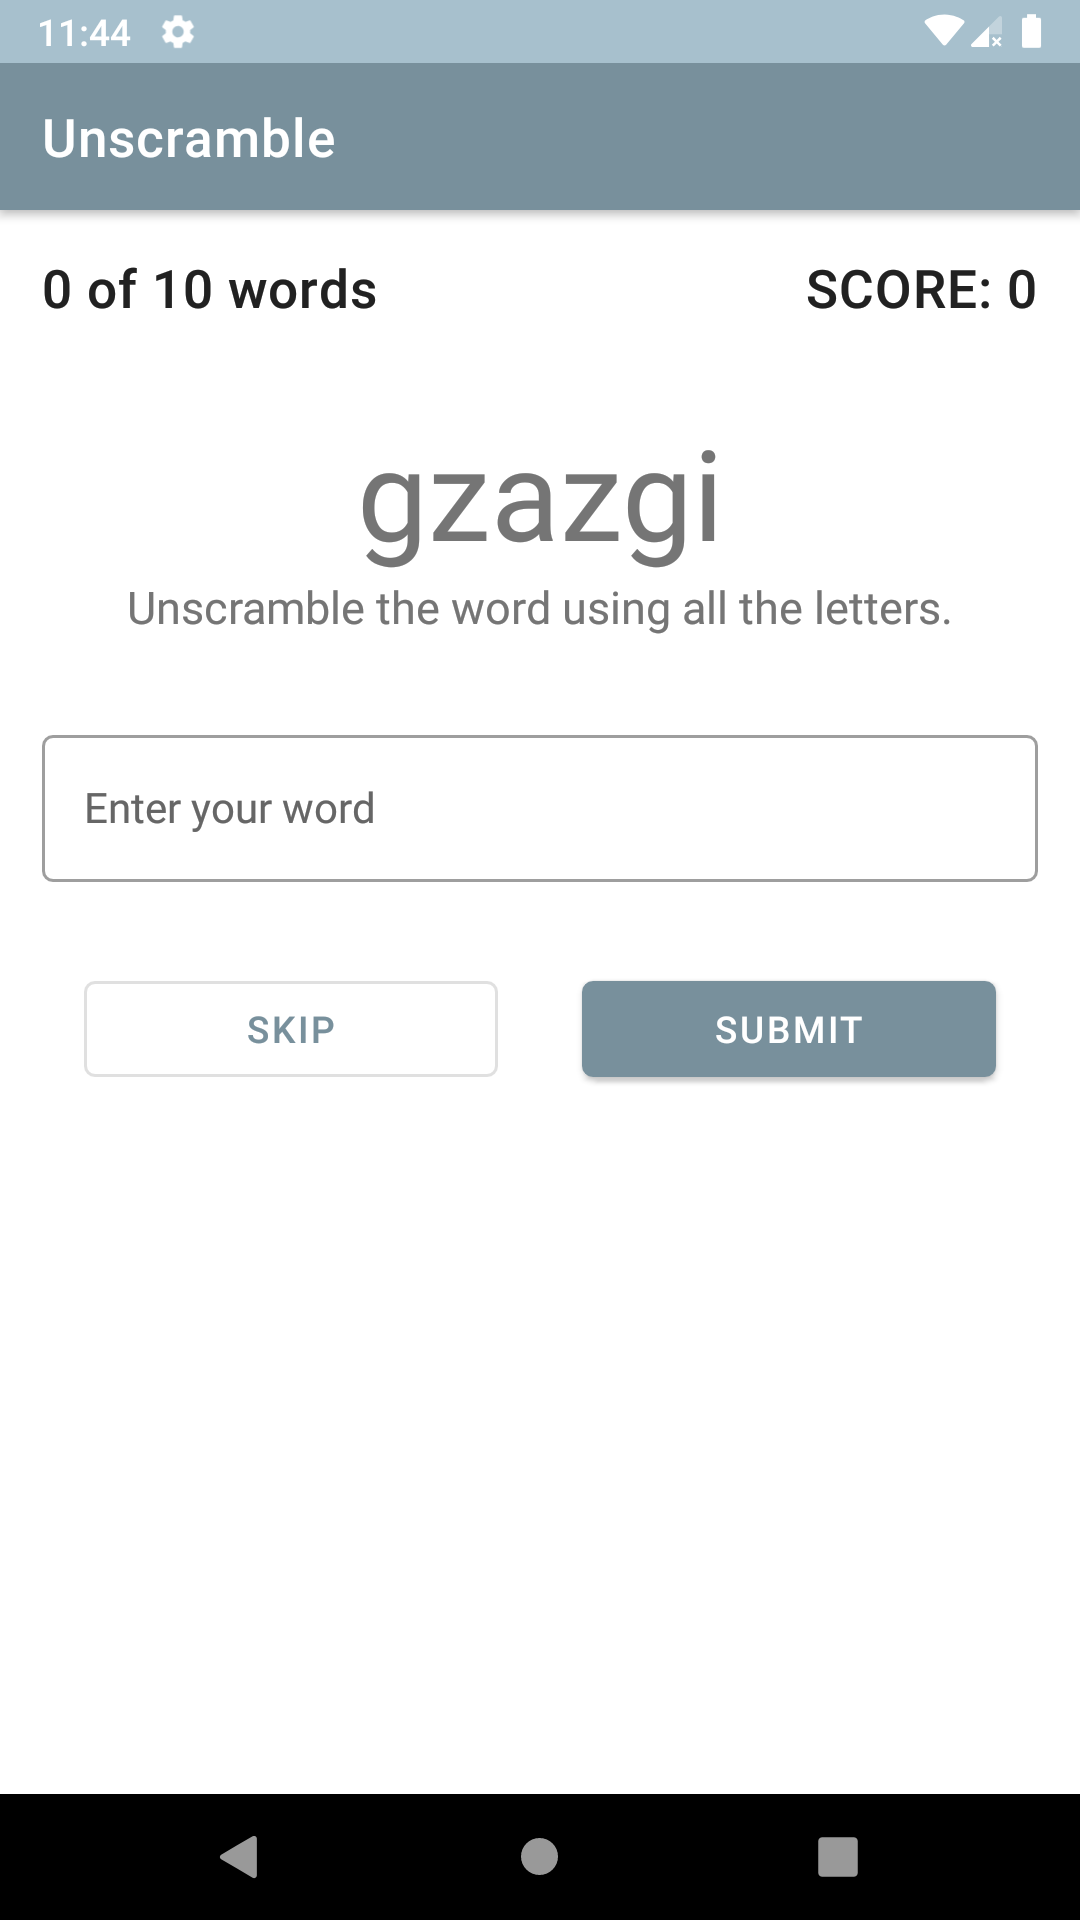 11:44
Unscramble
0 of 10 words
SCORE: 0
gzazgi
Unscramble the word using all the letters.
Enter your word
SKIP
SUBMIT